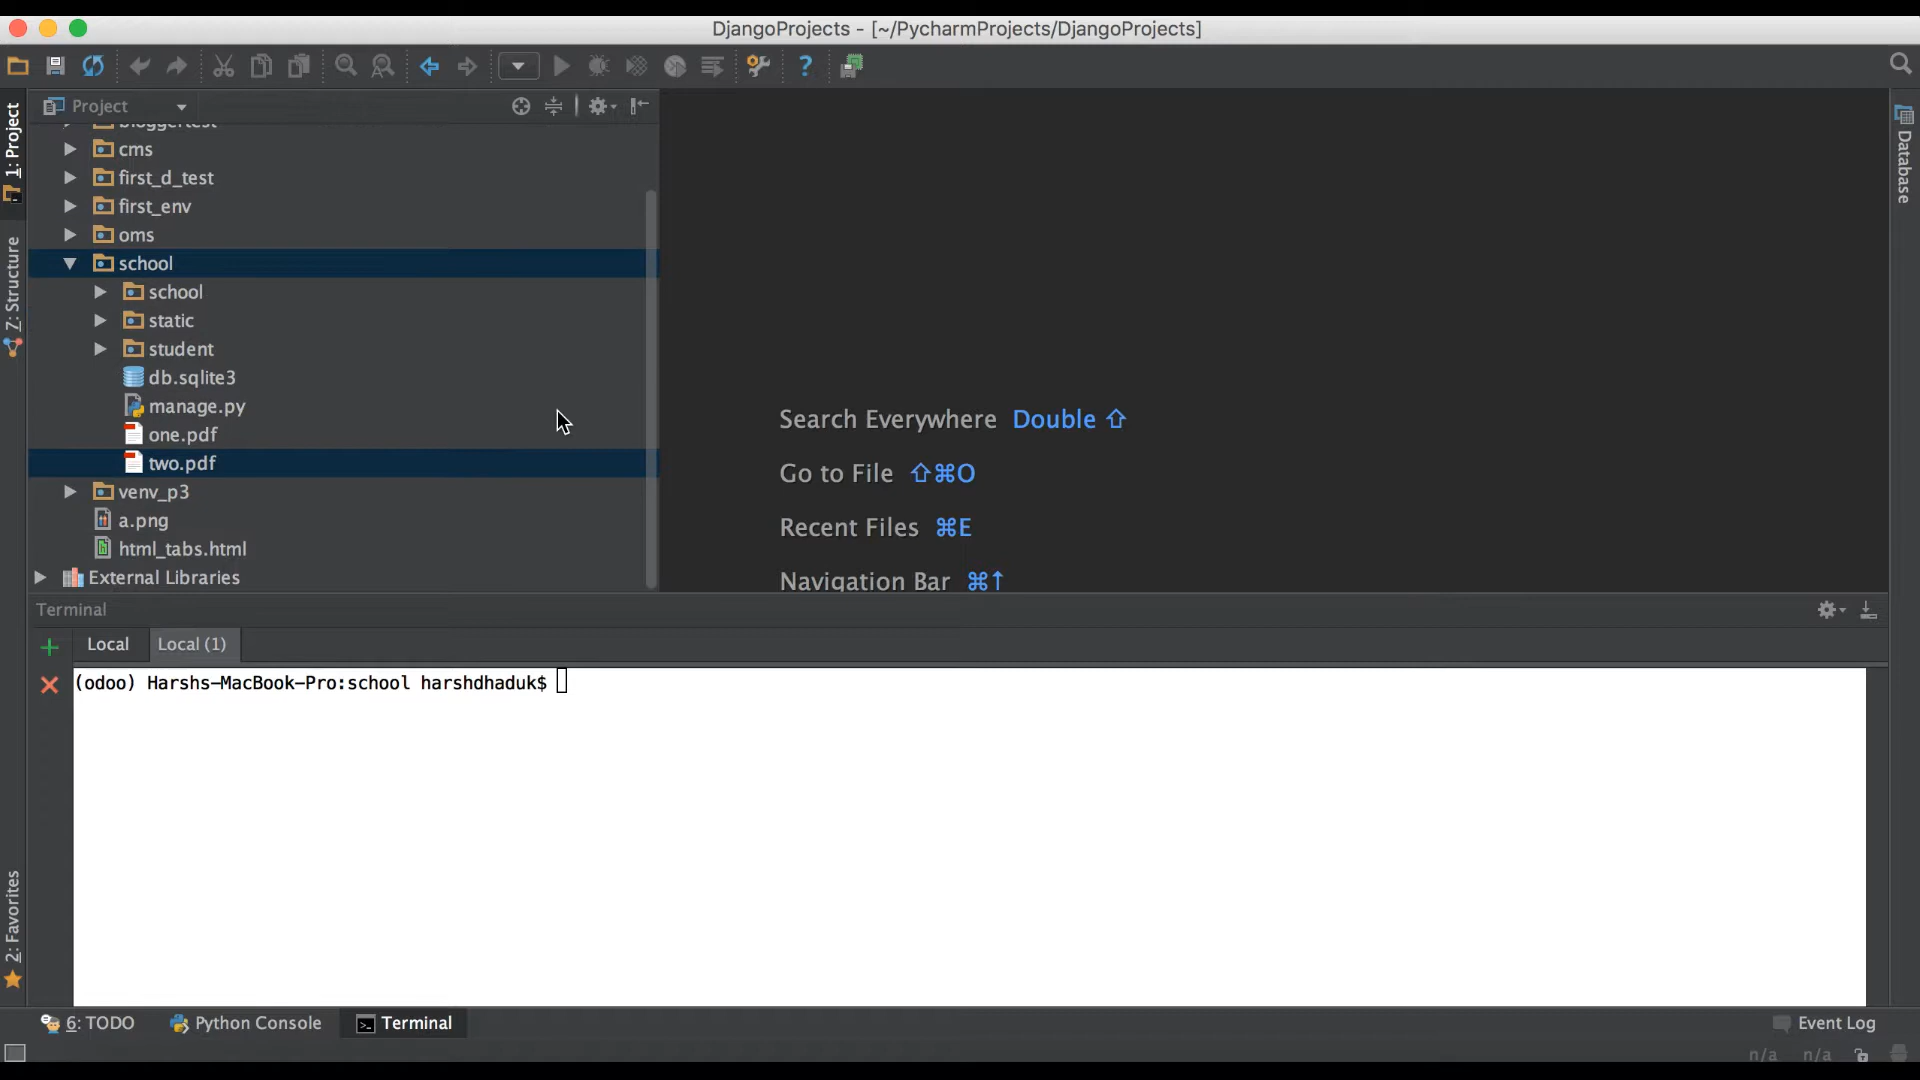 DjangoProjects - [~/PycharmProjects/DjangoProjects]
Project
bloggertest
cms
first_d_test
first_env
oms
school
school
static
student
db.sqlite3
manage.py
one.pdf
two.pdf
venv_p3
a.png
html_tabs.html
External Libraries
1: Project
7: Structure
2: Favorites
Database
Search Everywhere Double ⇧
Go to File ⇧⌘O
Recent Files ⌘E
Navigation Bar ⌘↑
Terminal
Local Local (1)
(odoo) Harshs-MacBook-Pro:school harshdhaduk$
6: TODO Python Console Terminal Event Log
n/a n/a